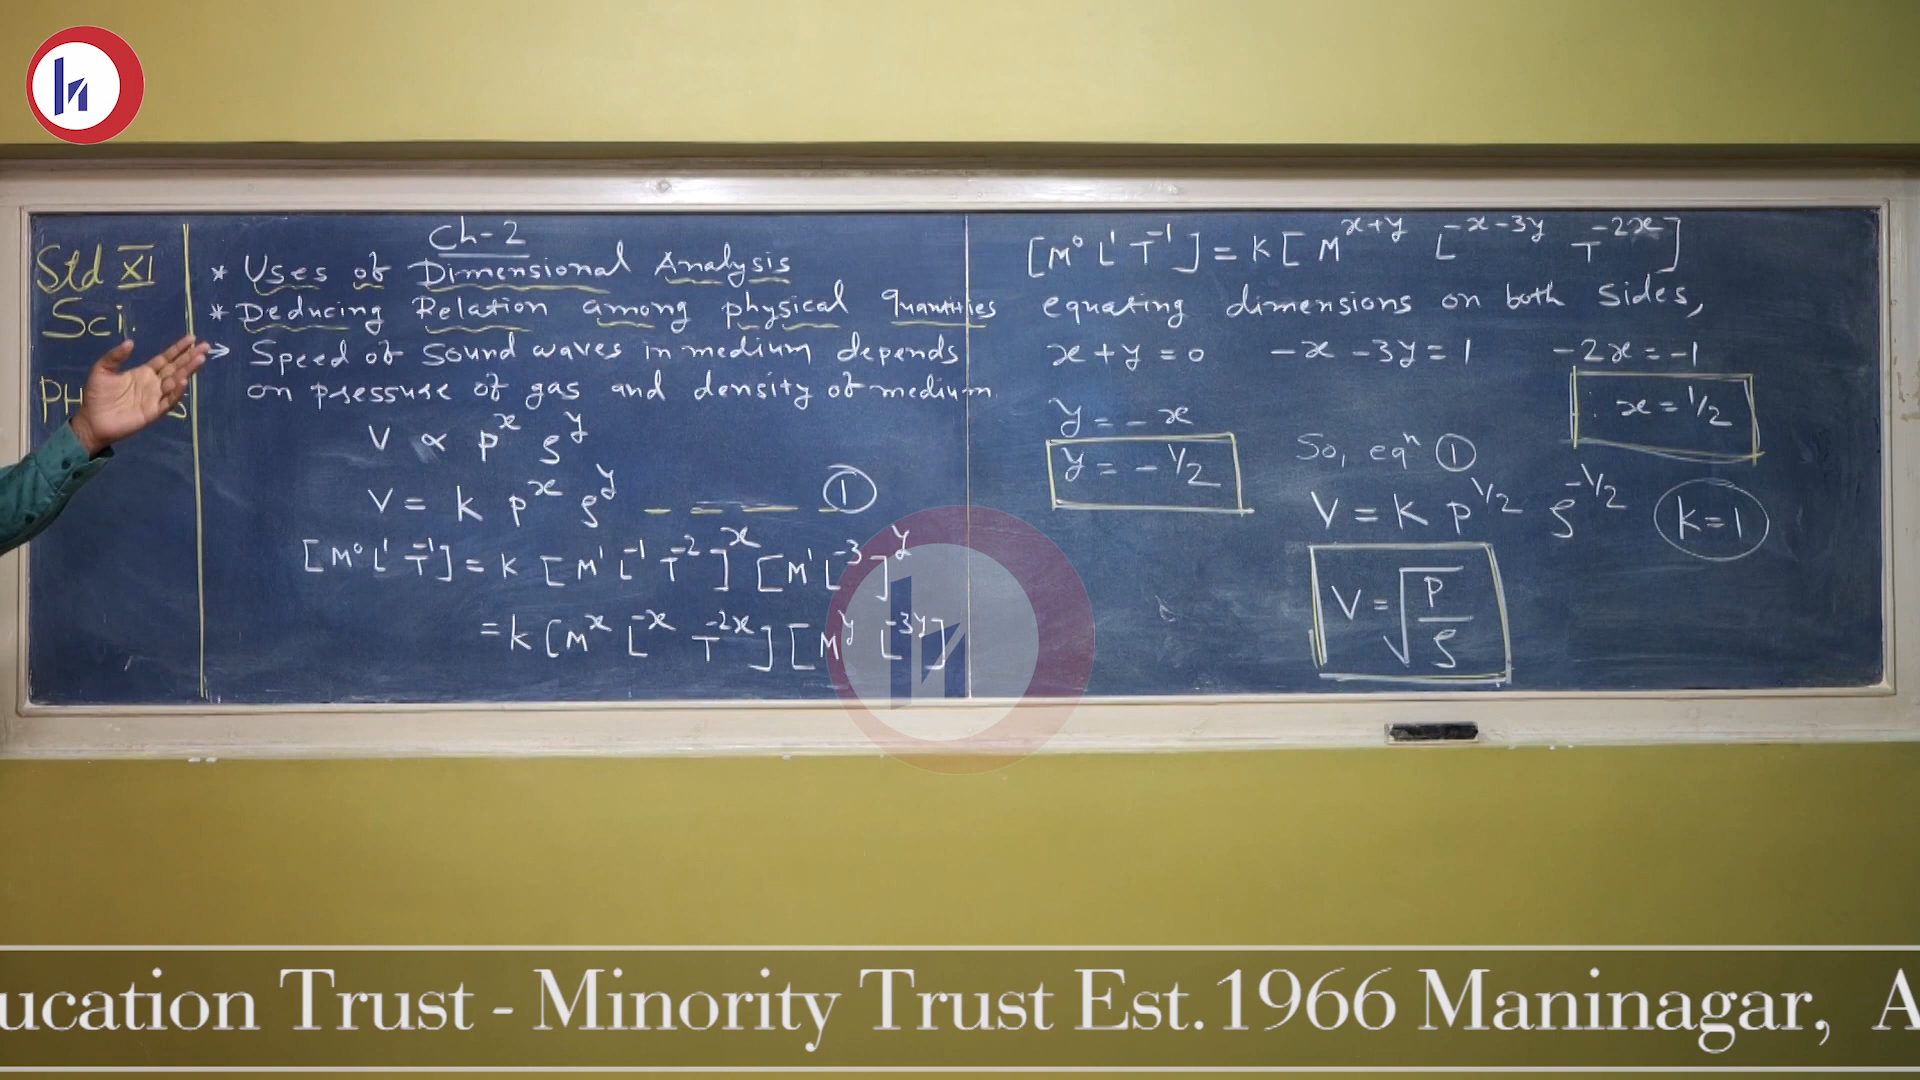 Std XI
Sci.
Ch-2
* Uses of Dimensional Analysis
* Deducing Relation among physical Quantities
→ Speed of Sound waves in medium depends
on pressure of gas and density of medium.
V ∝ P^x ρ^y
V = K P^x ρ^y _ _ _ _ ①
[M⁰ L¹ T⁻¹] = K [M¹ L⁻¹ T⁻²]^x [M¹ L⁻³]^y
= K [M^x L^-x T^-2x] [M^y L^-3y]
[M⁰ L¹ T⁻¹] = K [M^x+y L^-x-3y T^-2x]
equating dimensions on both sides,
x + y = 0 -x -3y = 1 -2x = -1
∴ x = 1/2
y = -x
y = -1/2
So, eqⁿ ①
V = K P^1/2 ρ^-1/2 K=1
V = √P/ρ
ucation Trust - Minority Trust Est.1966 Maninagar, A